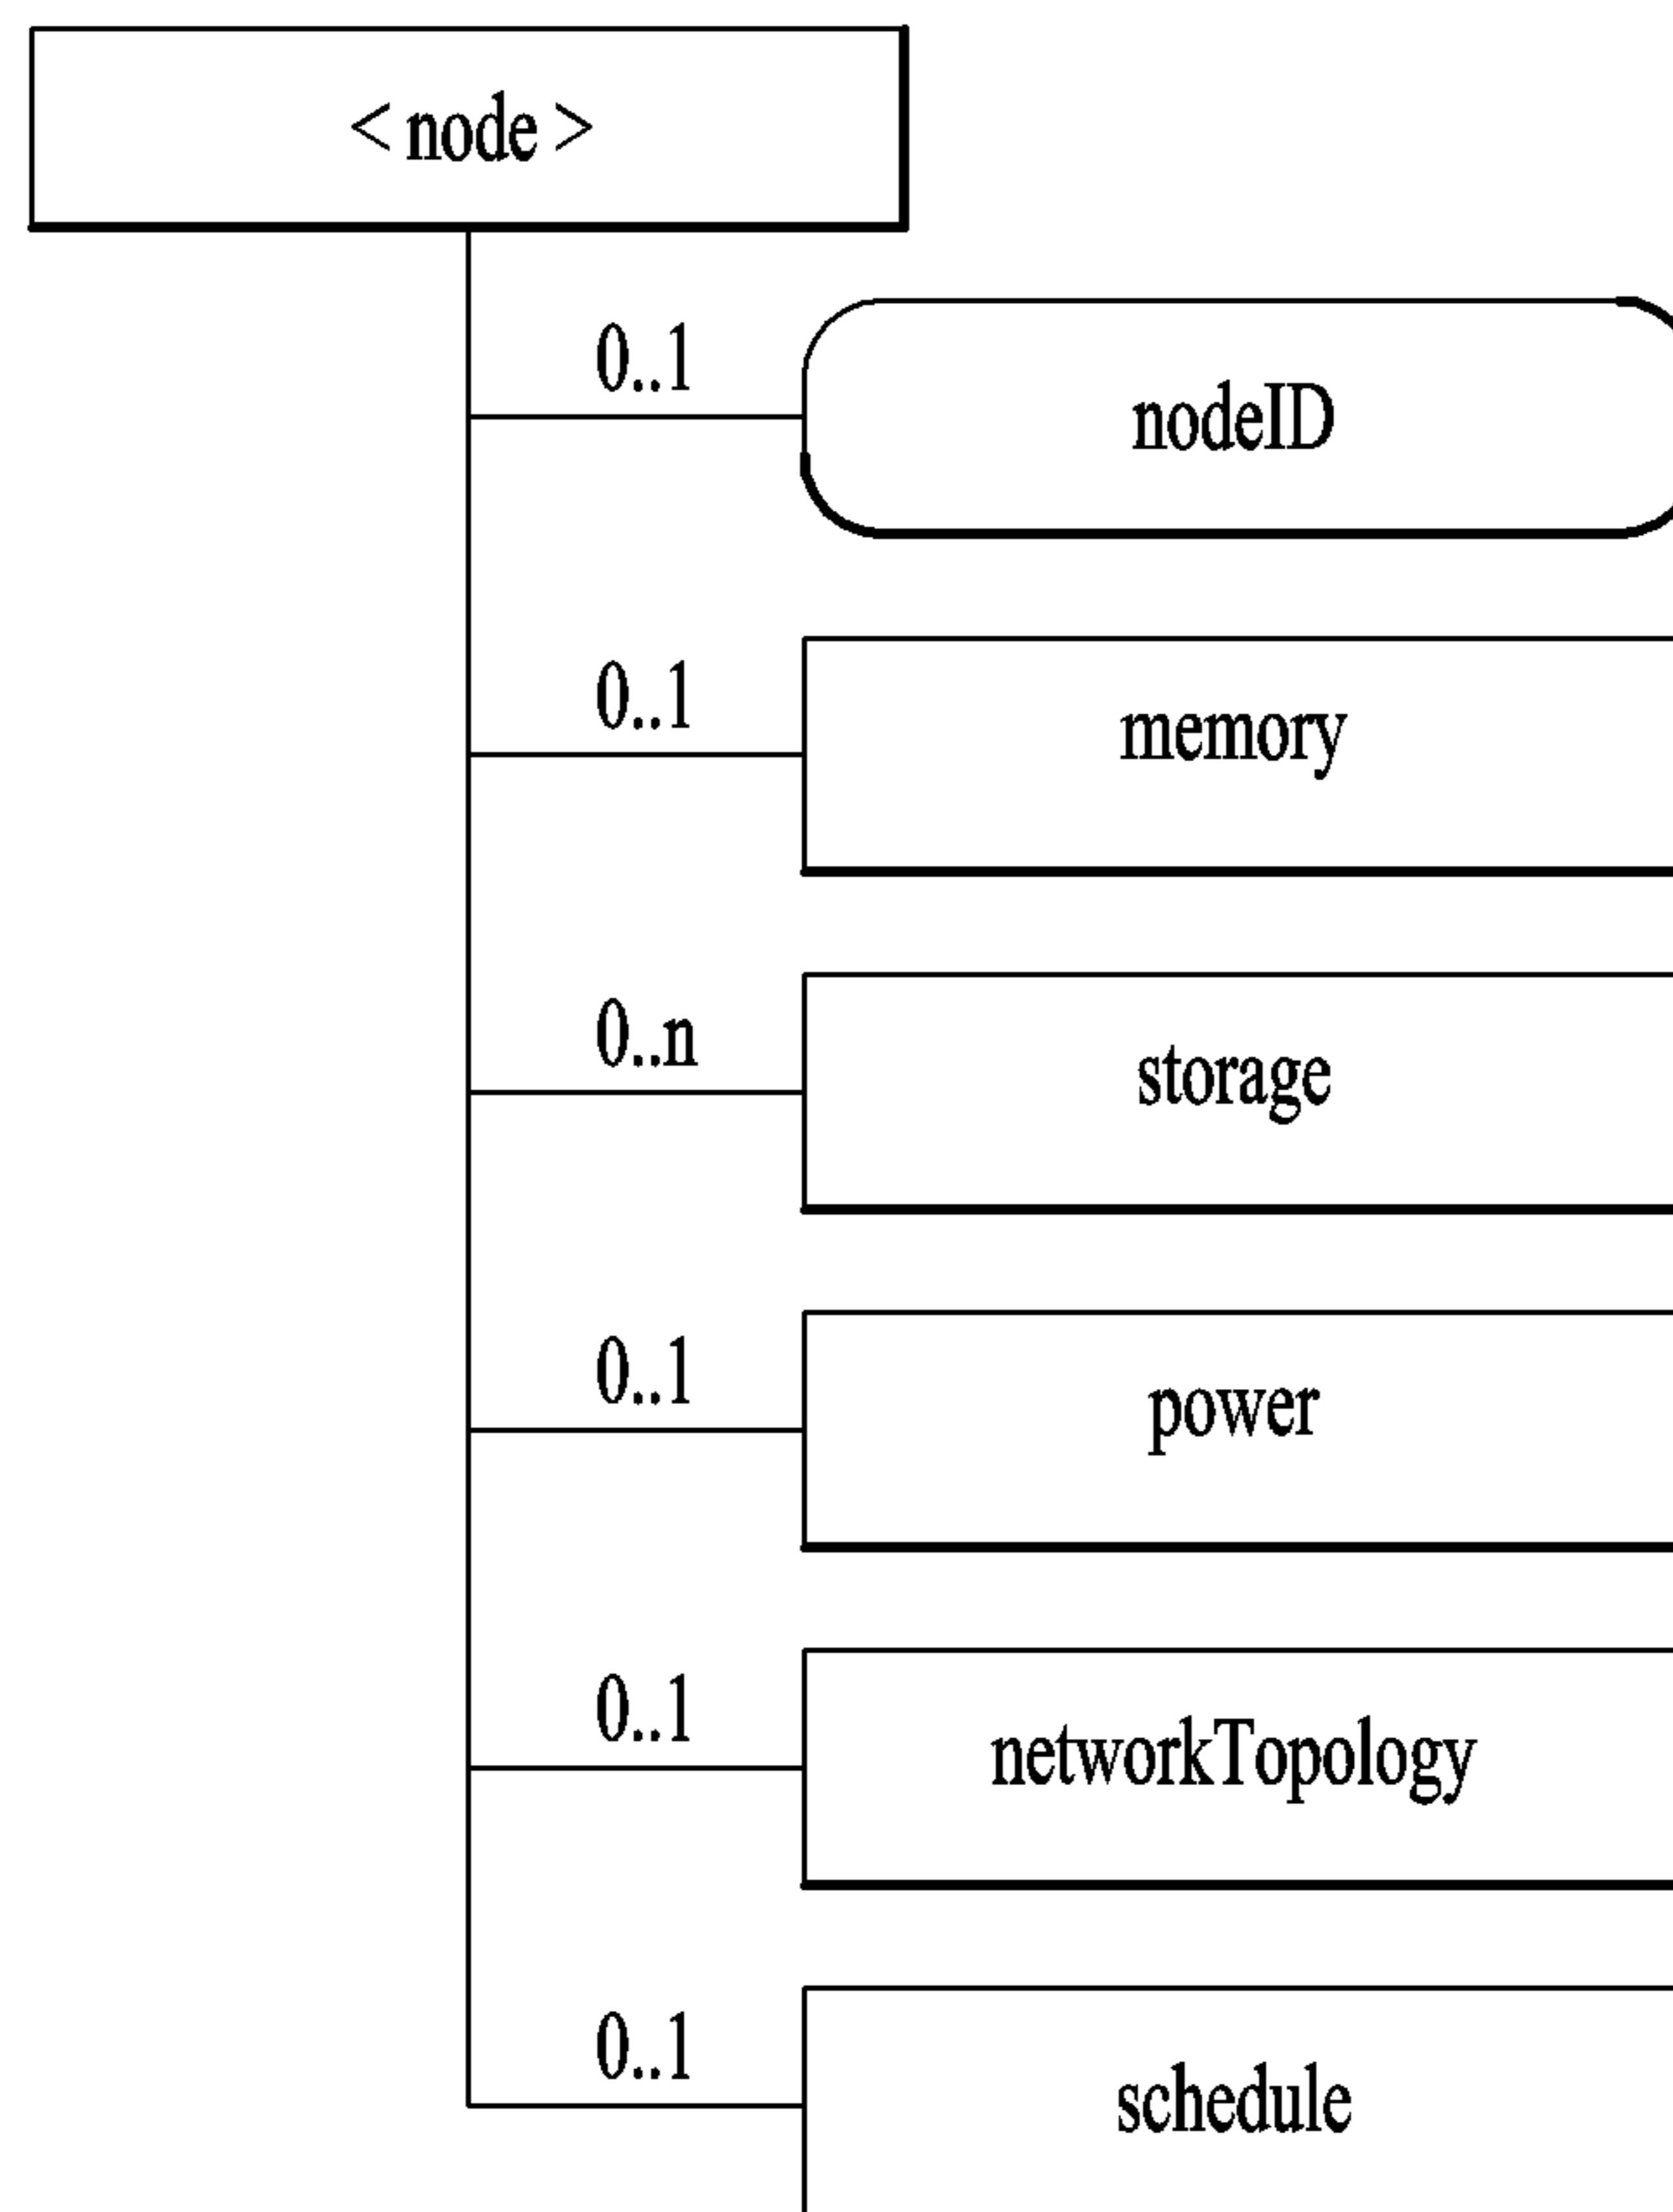 <node>
0..1
nodeID
0..1
memory
0..n
storage
0..1
power
0..1
networkTopology
0..1
schedule